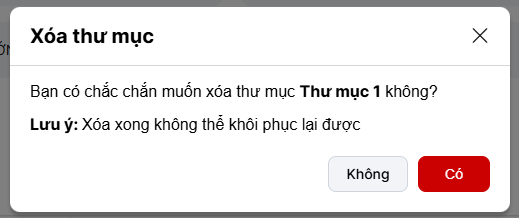 Xóa thư mục
Bạn có chắc chắn muốn xóa thư mục Thư mục 1 không?
Lưu ý: Xóa xong không thể khôi phục lại được
Không
Có